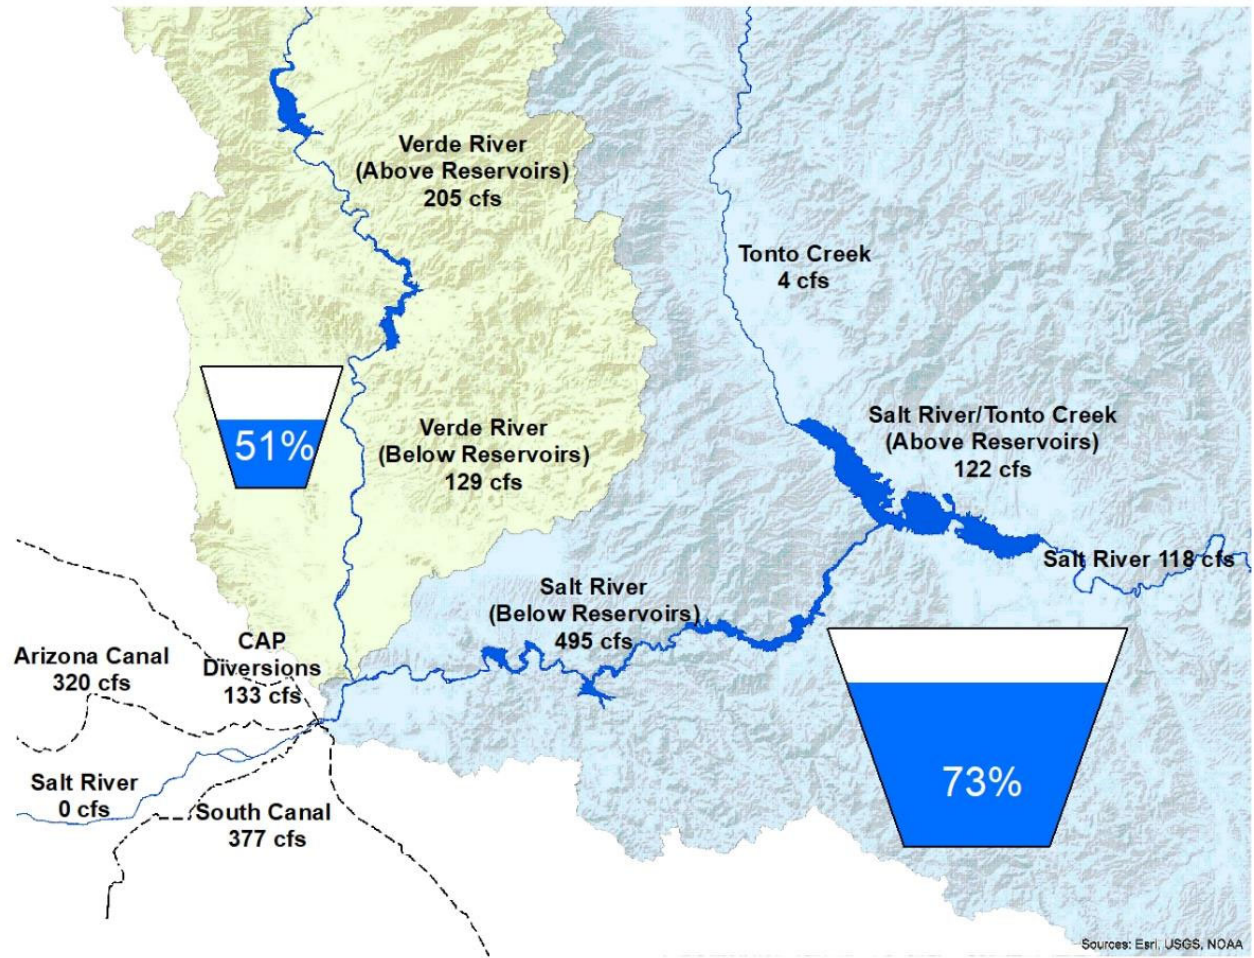 Verde River
(Above Reservoirs)
205 cfs
Tonto Creek
4 cfs
51%
Verde River
(Below Reservoirs)
129 cfs
Salt River/Tonto Creek
(Above Reservoirs)
122 cfs
Salt River 118 cfs
Salt River
(Below Reservoirs)
495 cfs
CAP
Diversions
133 cfs
Arizona Canal
320 cfs
Salt River
0 cfs
South Canal
377 cfs
73%
Sources: Esri, USGS, NOAA